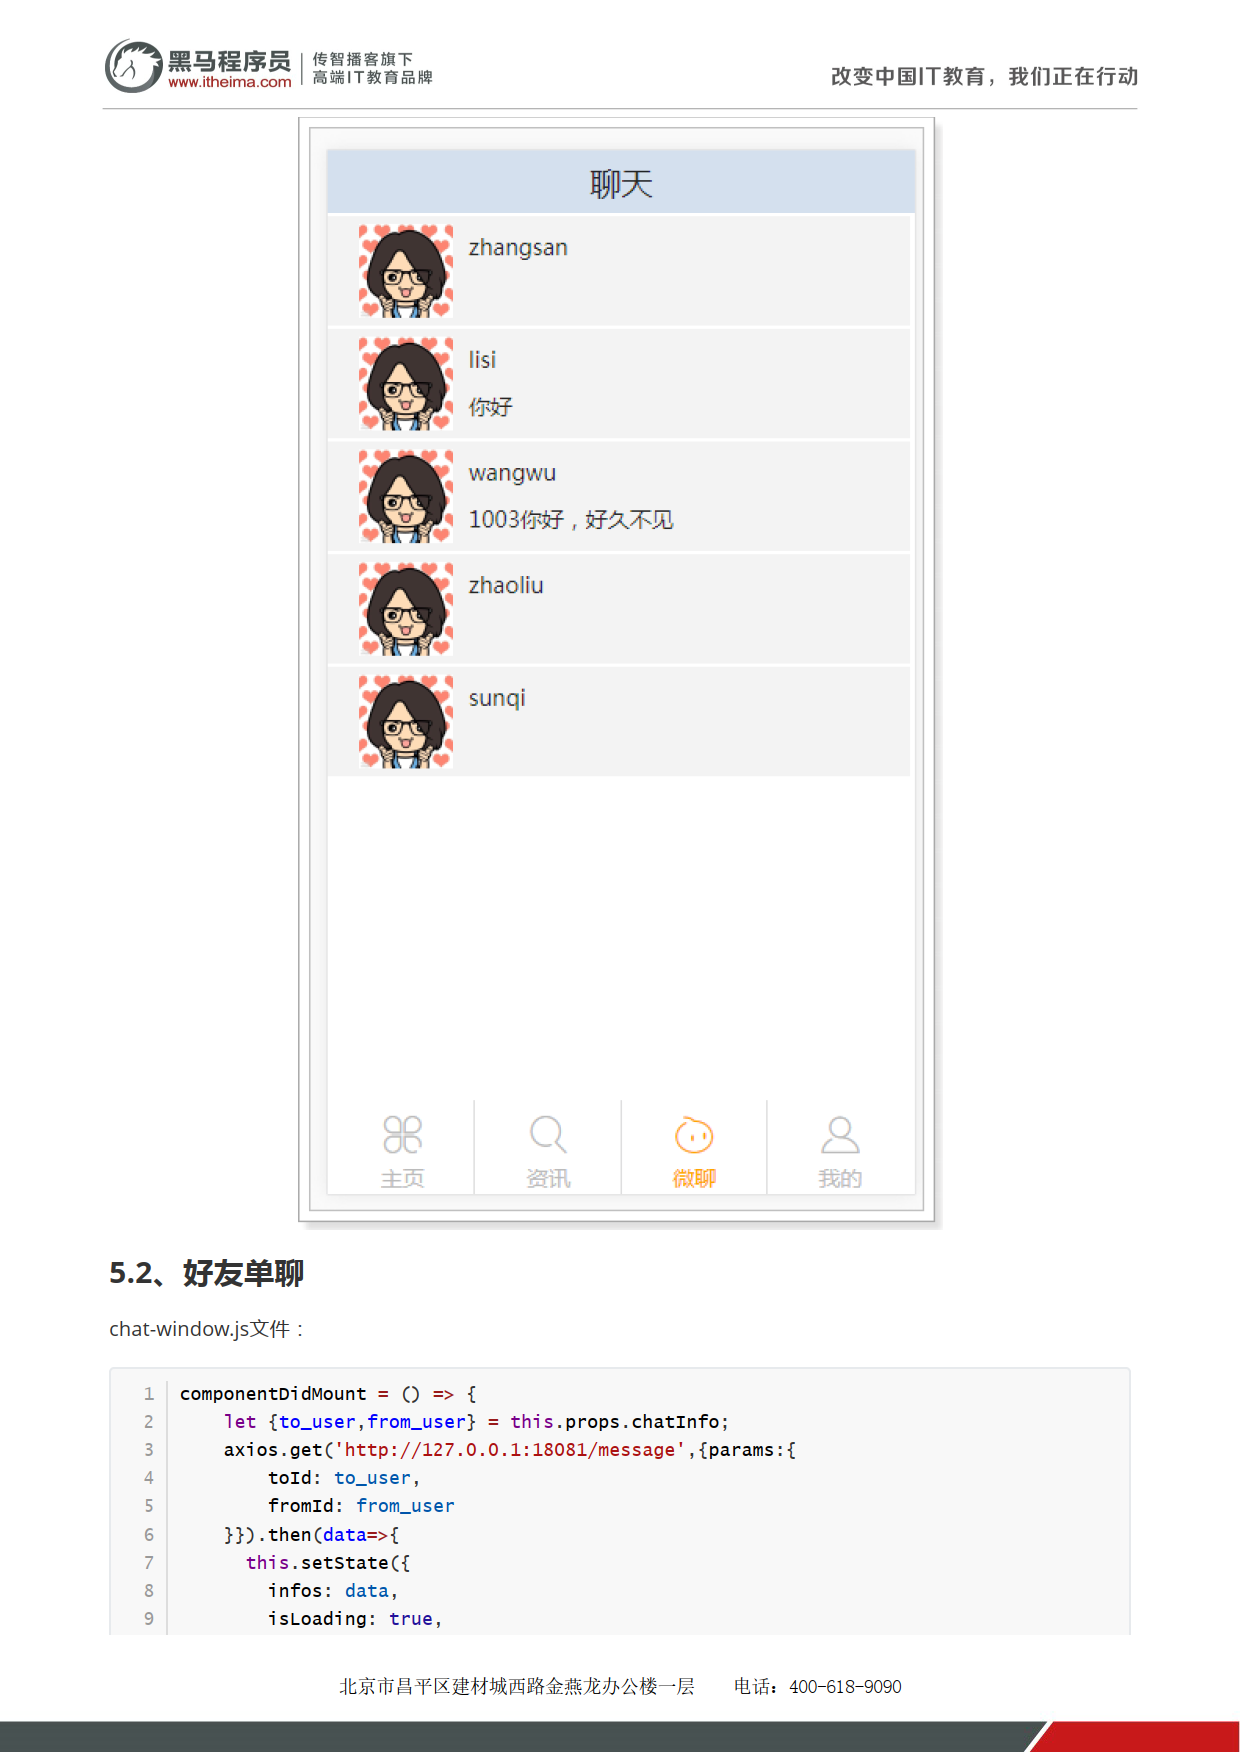 黑马程序员
www.itheima.com
传智播客旗下
高端IT教育品牌
改变中国IT教育，我们正在行动
聊天
zhangsan
lisi
你好
wangwu
1003你好，好久不见
zhaoliu
sunqi
主页
资讯
微聊
我的
5.2、好友单聊
chat-window.js文件：
1 componentDidMount = () => {
2 let {to_user,from_user} = this.props.chatInfo;
3 axios.get('http://127.0.0.1:18081/message',{params:{
4 toId: to_user,
5 fromId: from_user
6 }}).then(data=>{
7 this.setState({
8 infos: data,
9 isLoading: true,
北京市昌平区建材城西路金燕龙办公楼一层 电话：400-618-9090